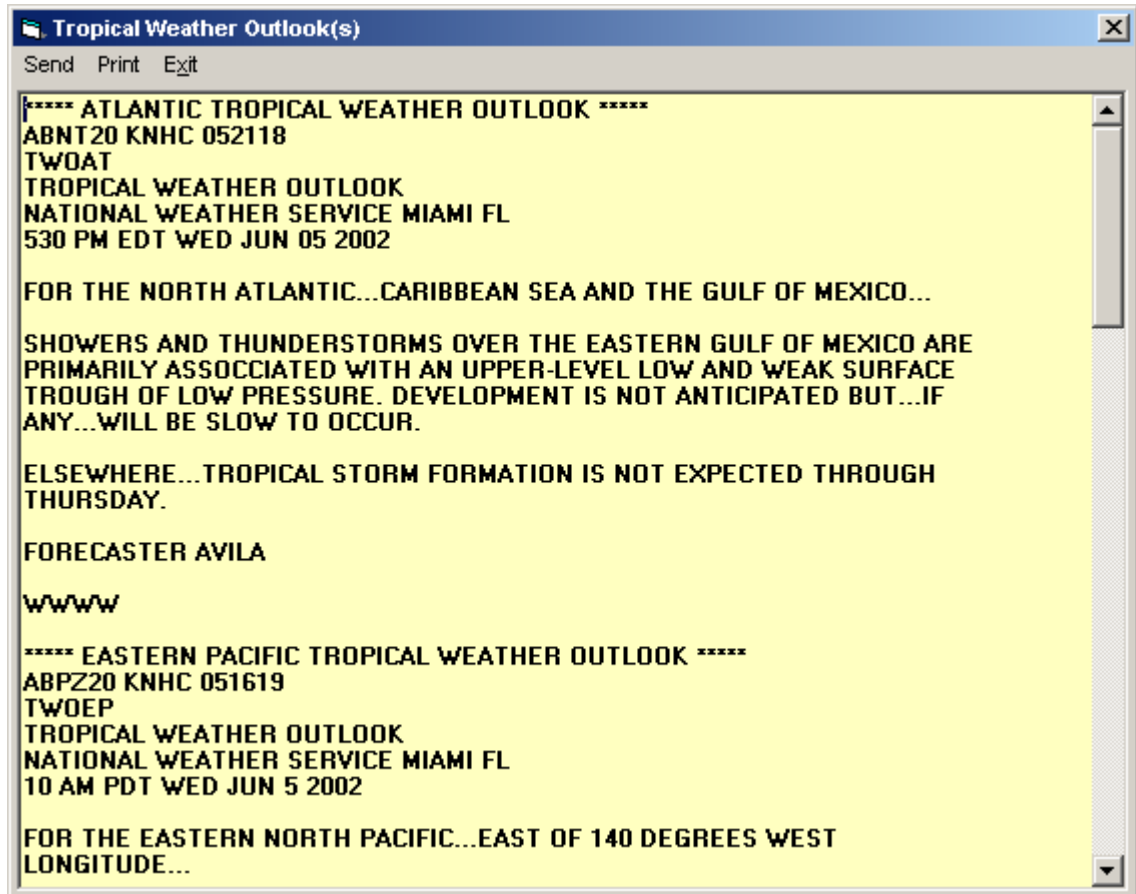 Tropical Weather Outlook(s)
Send Print Exit
***** ATLANTIC TROPICAL WEATHER OUTLOOK *****
ABNT20 KNHC 052118
TWOAT
TROPICAL WEATHER OUTLOOK
NATIONAL WEATHER SERVICE MIAMI FL
530 PM EDT WED JUN 05 2002
FOR THE NORTH ATLANTIC...CARIBBEAN SEA AND THE GULF OF MEXICO...
SHOWERS AND THUNDERSTORMS OVER THE EASTERN GULF OF MEXICO ARE
PRIMARILY ASSOCCIATED WITH AN UPPER-LEVEL LOW AND WEAK SURFACE
TROUGH OF LOW PRESSURE. DEVELOPMENT IS NOT ANTICIPATED BUT...IF
ANY...WILL BE SLOW TO OCCUR.
ELSEWHERE...TROPICAL STORM FORMATION IS NOT EXPECTED THROUGH
THURSDAY.
FORECASTER AVILA
WWWW
***** EASTERN PACIFIC TROPICAL WEATHER OUTLOOK *****
ABPZ20 KNHC 051619
TWOEP
TROPICAL WEATHER OUTLOOK
NATIONAL WEATHER SERVICE MIAMI FL
10 AM PDT WED JUN 5 2002
FOR THE EASTERN NORTH PACIFIC...EAST OF 140 DEGREES WEST
LONGITUDE...